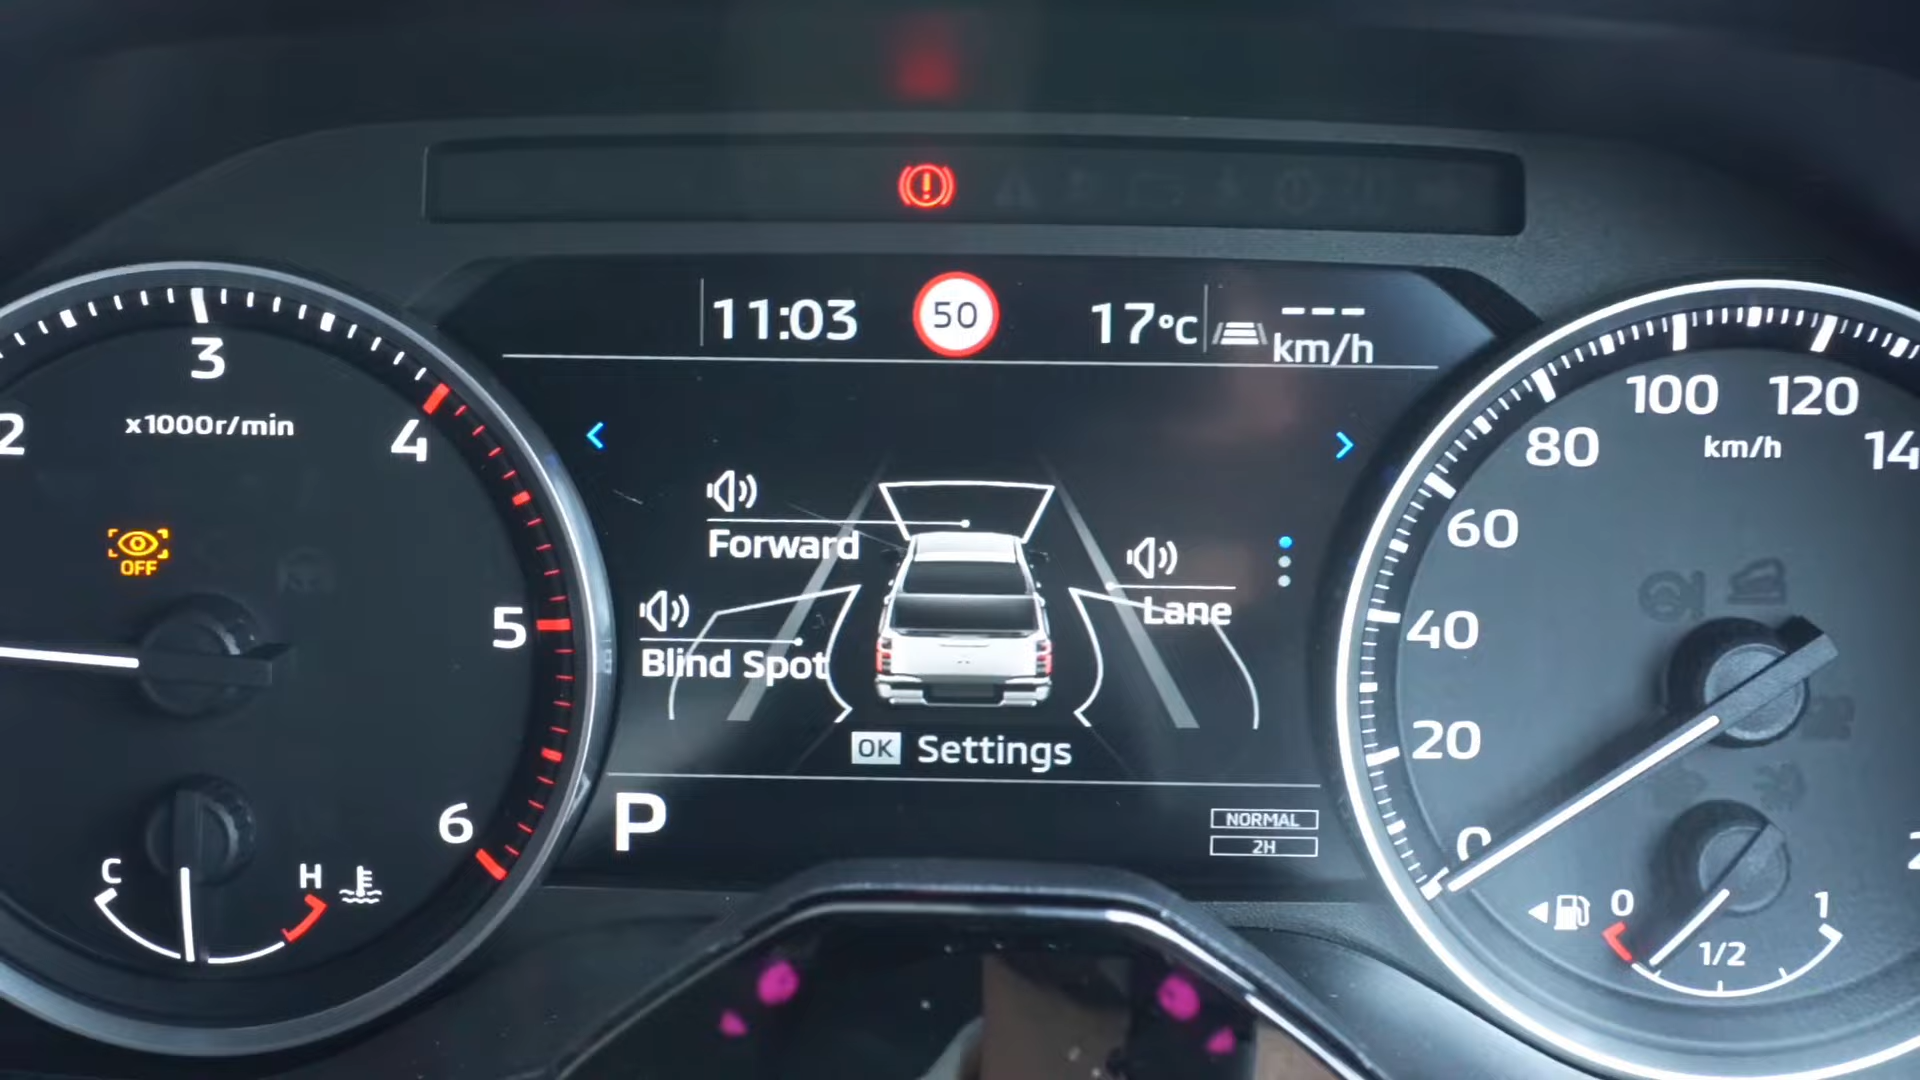 11:03
50
17°C
---
km/h
2
3
4
5
6
x1000r/min
OFF
C
H
Forward
Blind Spot
Lane
OK Settings
P
NORMAL
2H
0
20
40
60
80
100
120
14
km/h
0
1/2
1